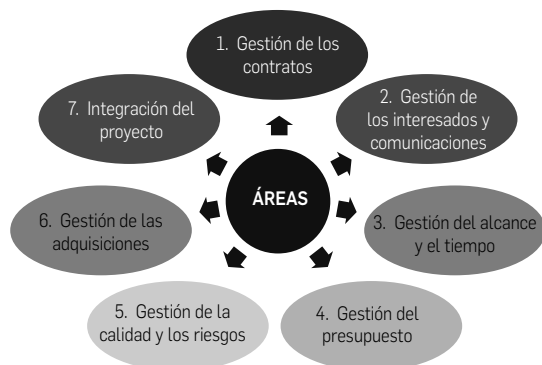 1. Gestión de los
contratos
2. Gestión de
los interesados y
comunicaciones
3. Gestión del alcance
y el tiempo
4. Gestión del
presupuesto
5. Gestión de la
calidad y los riesgos
6. Gestión de las
adquisiciones
7. Integración del
proyecto
ÁREAS